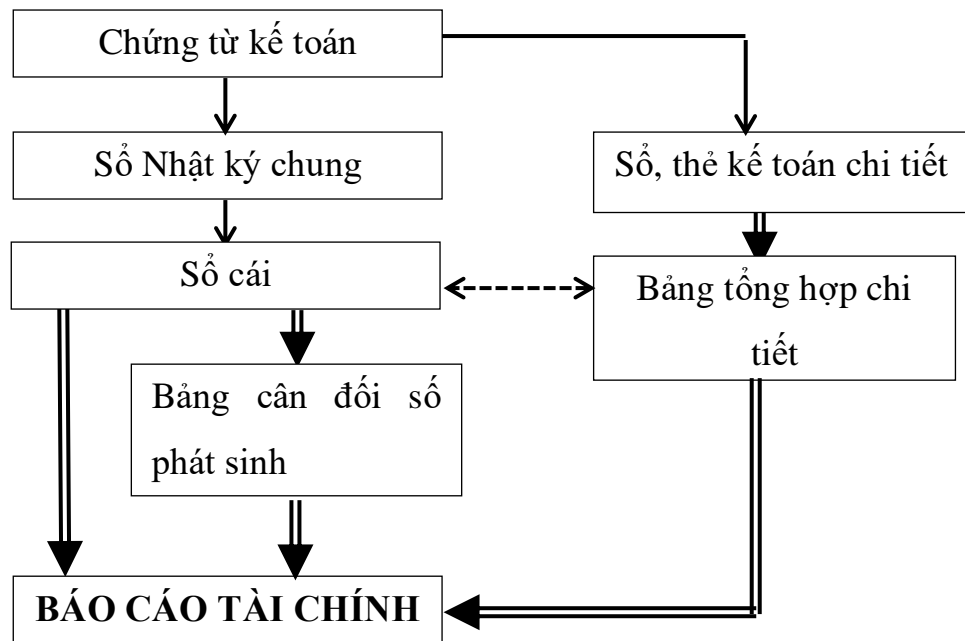 Chứng từ kế toán
Sổ Nhật ký chung
Sổ, thẻ kế toán chi tiết
Sổ cái
Bảng tổng hợp chi
tiết
Bảng cân đối số
phát sinh
BÁO CÁO TÀI CHÍNH